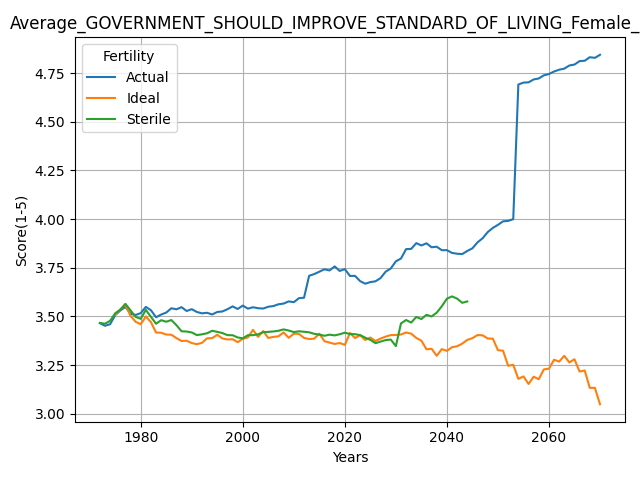 Average_GOVERNMENT_SHOULD_IMPROVE_STANDARD_OF_LIVING_Female_
Fertility
Actual
Ideal
Sterile
Score(1-5)
4.75
4.50
4.25
4.00
3.75
3.50
3.25
3.00
1980 2000 2020 2040 2060
Years